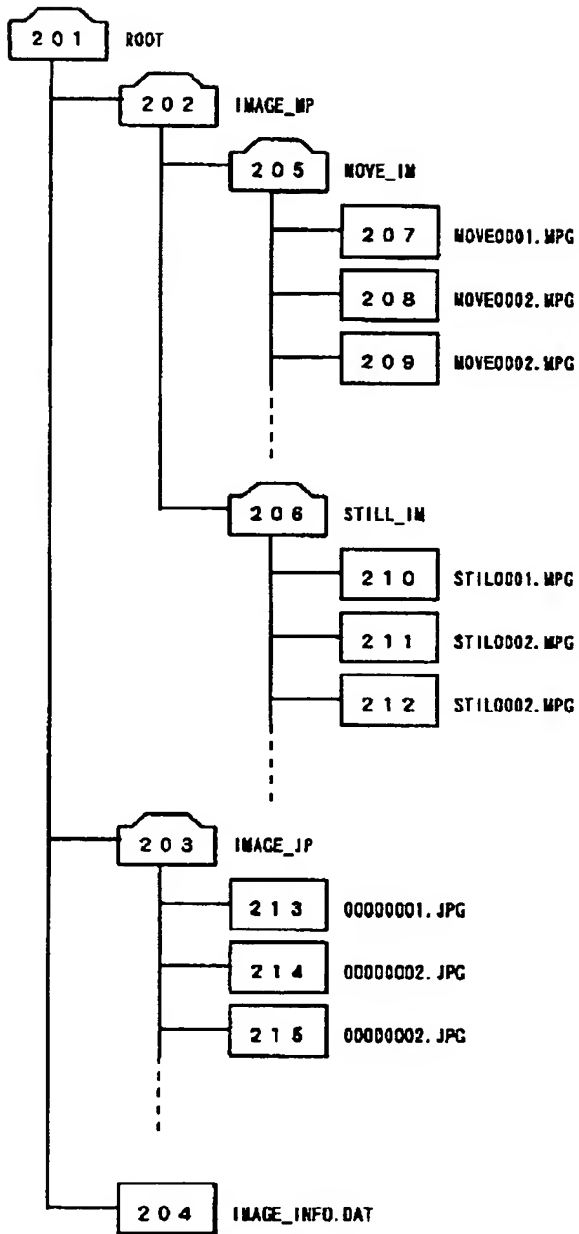 201 ROOT
202 IMAGE_MP
205 MOVE_IM
207 MOVE0001.MPG
208 MOVE0002.MPG
209 MOVE0002.MPG
206 STILL_IM
210 STIL0001.MPG
211 STIL0002.MPG
212 STIL0002.MPG
203 IMAGE_JP
213 00000001.JPG
214 00000002.JPG
215 00000002.JPG
204 IMAGE_INFO.DAT